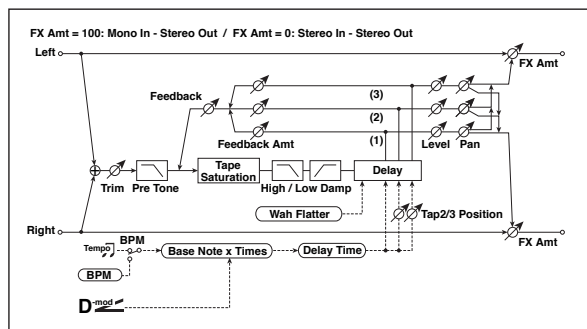 FX Amt = 100: Mono In - Stereo Out / FX Amt = 0: Stereo In - Stereo Out
Left
FX Amt
Feedback
(3)
(2)
(1)
Feedback Amt
Level
Pan
Trim
Pre Tone
Tape
Saturation
High / Low Damp
Delay
Wah Flatter
Tap2/3 Position
Right
FX Amt
Tempo
BPM
BPM
Base Note x Times
Delay Time
D-mod